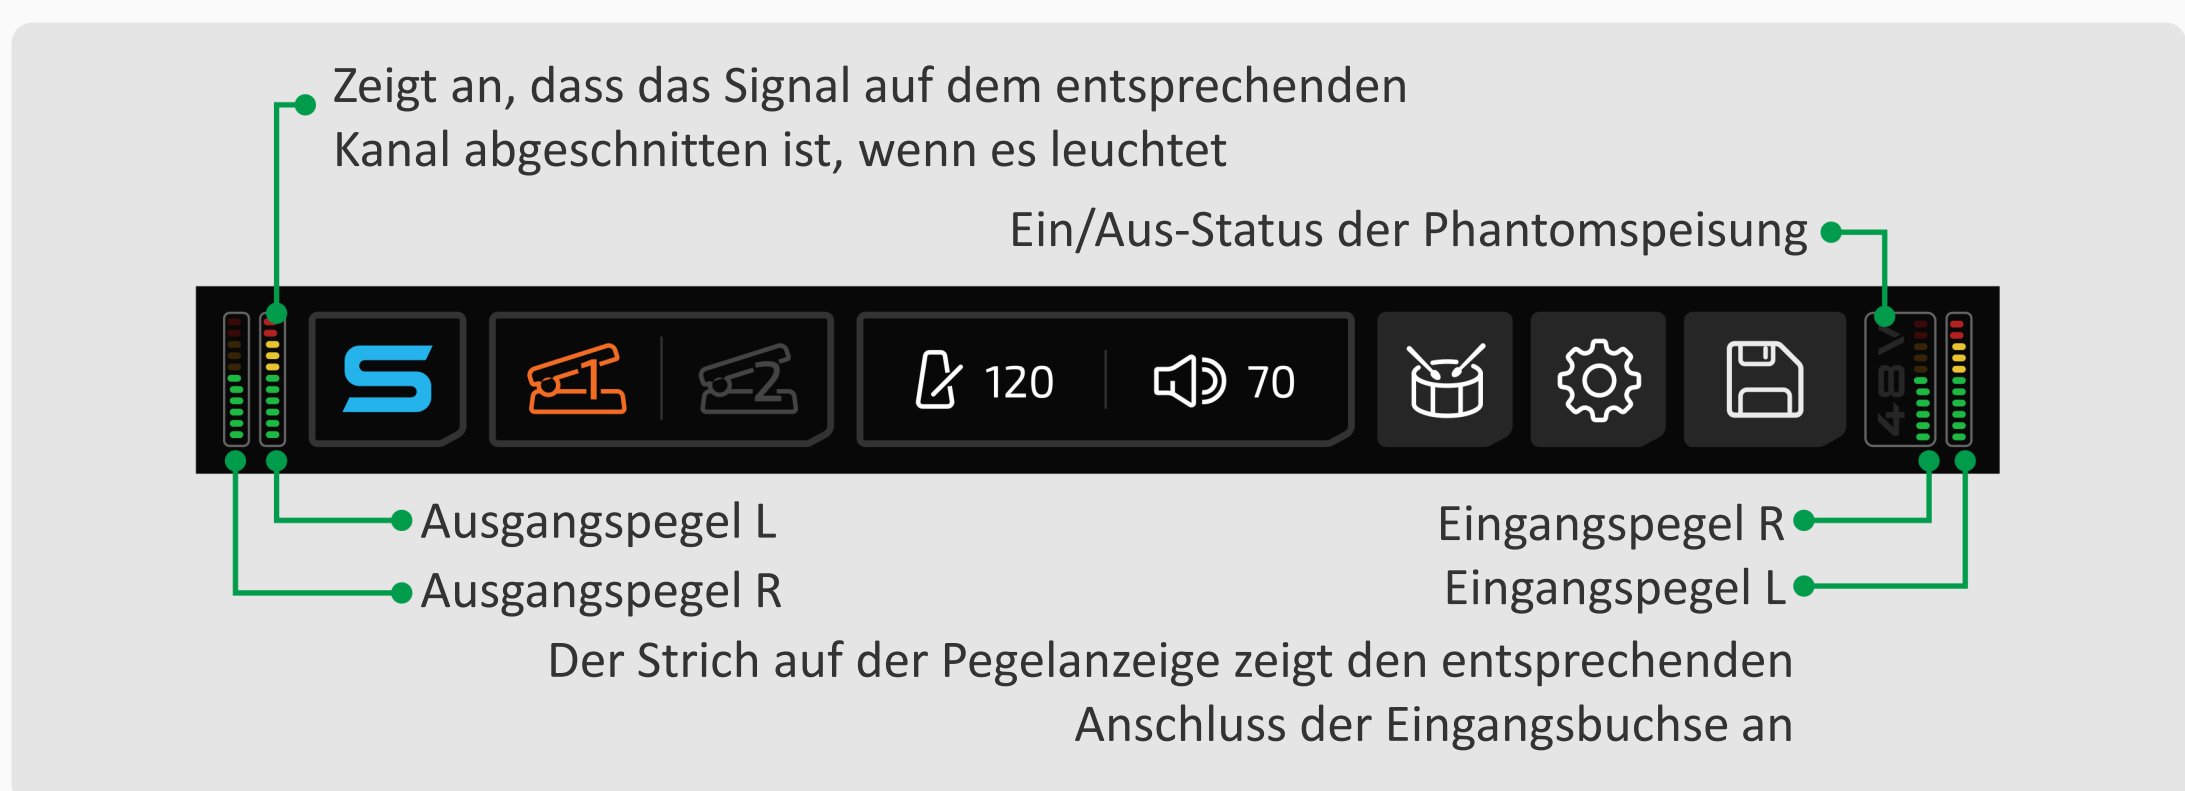 Zeigt an, dass das Signal auf dem entsprechenden
Kanal abgeschnitten ist, wenn es leuchtet
Ein/Aus-Status der Phantomspeisung
S
1
2
120
70
48V
Ausgangspegel L
Eingangspegel R
Ausgangspegel R
Eingangspegel L
Der Strich auf der Pegelanzeige zeigt den entsprechenden
Anschluss der Eingangsbuchse an